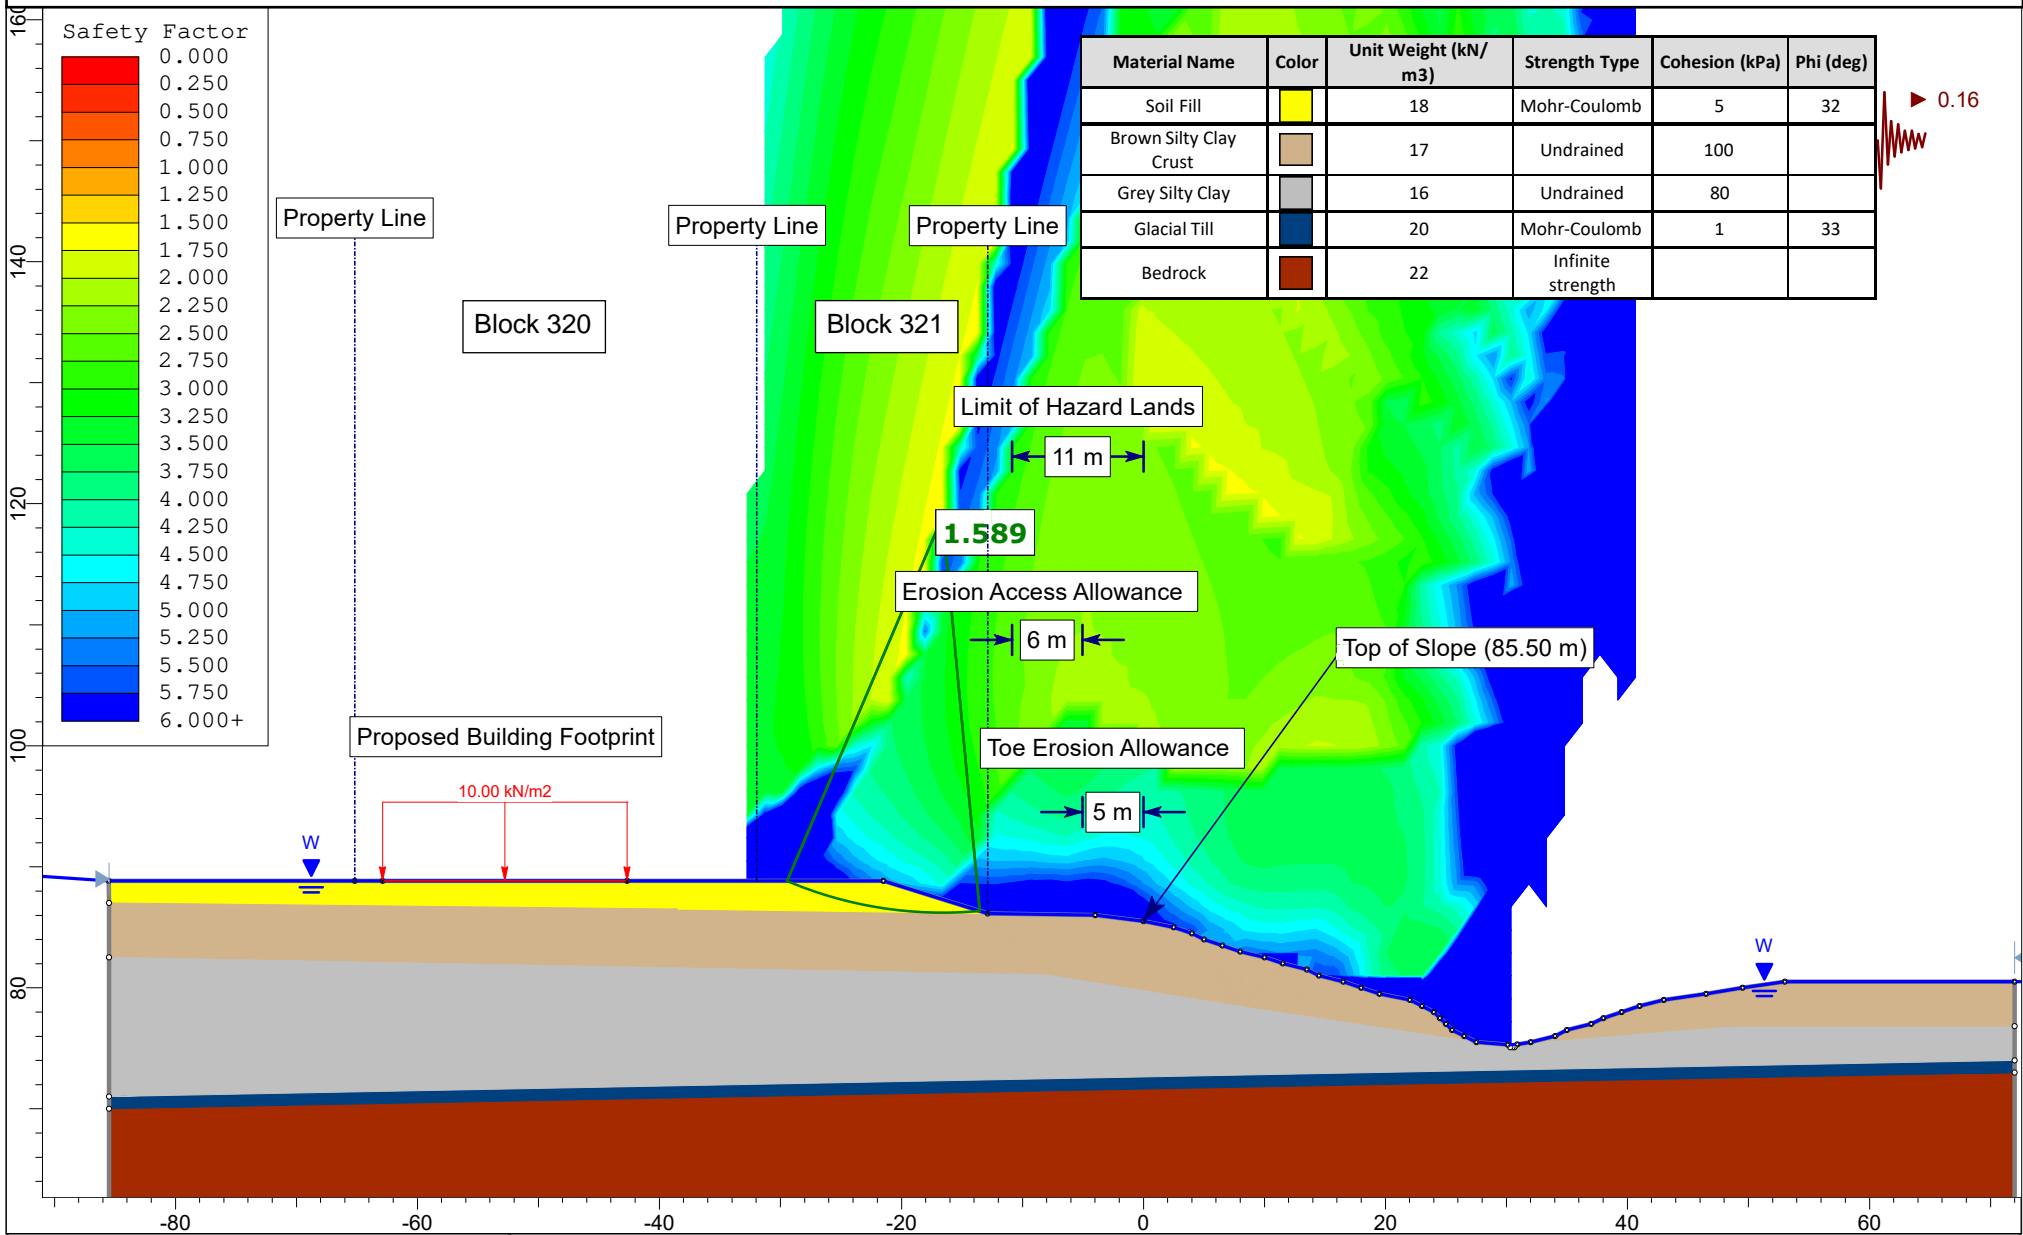 Safety Factor
0.000
0.250
0.500
0.750
1.000
1.250
1.500
1.750
2.000
2.250
2.500
2.750
3.000
3.250
3.500
3.750
4.000
4.250
4.500
4.750
5.000
5.250
5.500
5.750
6.000+
Material Name Color Unit Weight (kN/ Strength Type Cohesion (kPa) Phi (deg)
m3)
Soil Fill 18 Mohr-Coulomb 5 32
Brown Silty Clay 17 Undrained 100
Crust
Grey Silty Clay 16 Undrained 80
Glacial Till 20 Mohr-Coulomb 1 33
Bedrock 22 Infinite
strength
0.16
Property Line
Property Line
Property Line
Block 320
Block 321
Limit of Hazard Lands
11 m
1.589
Erosion Access Allowance
6 m
Top of Slope (85.50 m)
Proposed Building Footprint
Toe Erosion Allowance
10.00 kN/m2
5 m
W
W
160
140
120
100
80
-80 -60 -40 -20 0 20 40 60